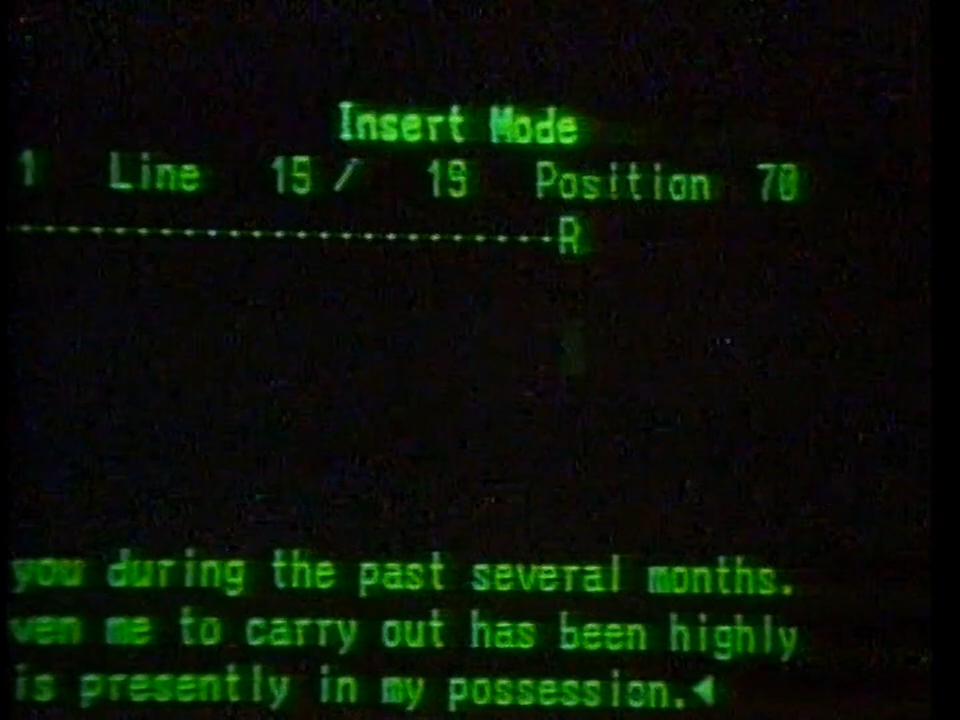 Insert Mode
1 Line 15 / 19 Position 70
R
you during the past several months.
ven me to carry out has been highly
is presently in my possession.